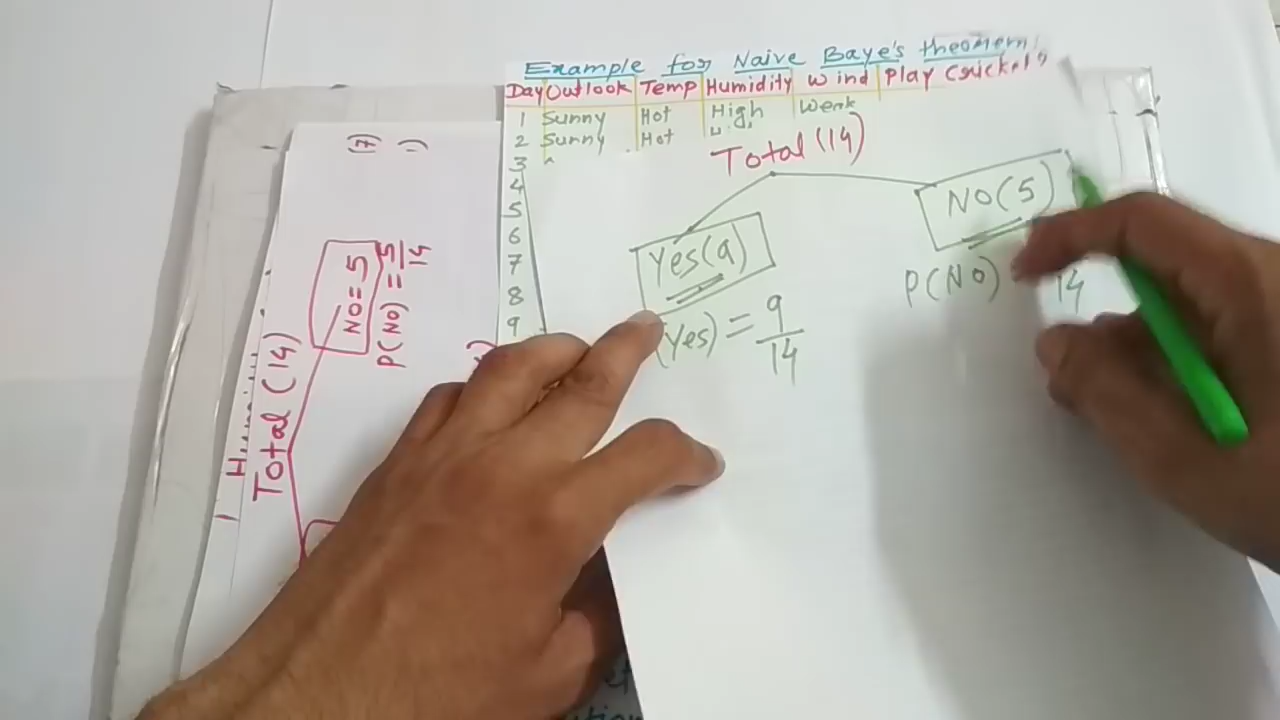 Example for Naive Baye's theorem
Day Outlook Temp Humidity Wind Play Cricket
1 Sunny Hot High Weak
2 Sunny Hot
3
4
5
6
7
8
9
Total (14)
Yes(9)
NO(5)
(Yes) = 9/14
P(NO) 14
Total (14)
NO=5
P(NO) = 5/14